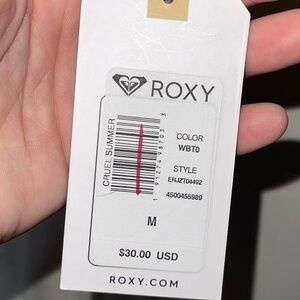 ROXY
CRUEL SUMMER
COLOR
WBT0
STYLE
ERJZT04492
4500455989
M
$30.00 USD
ROXY.COM